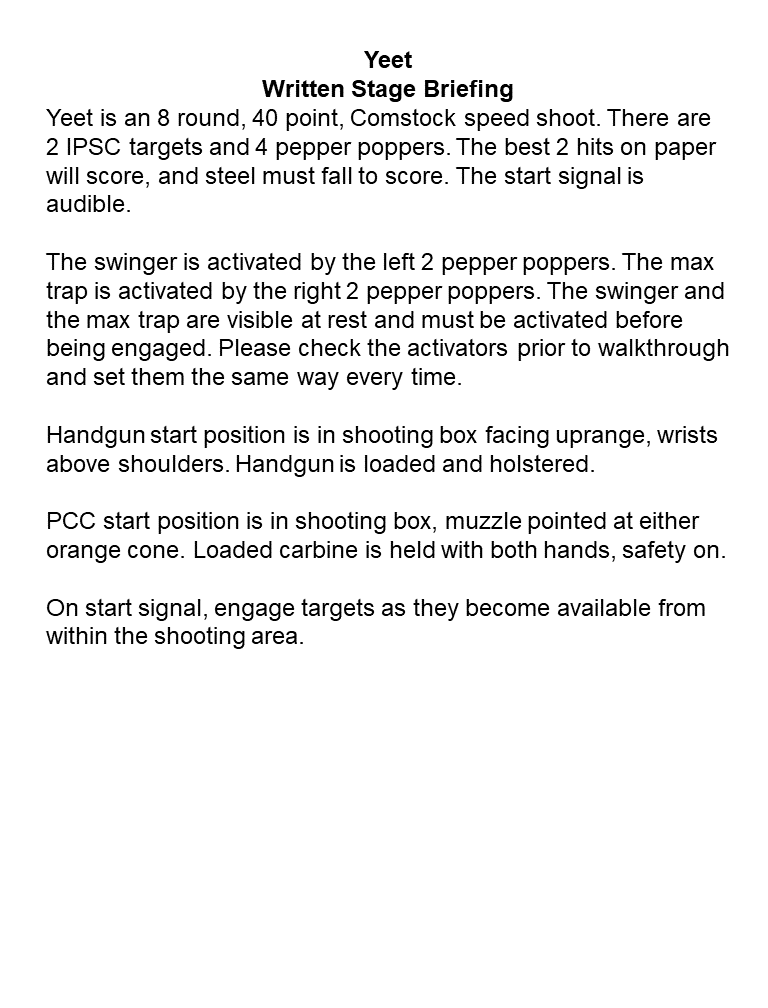 Yeet
Written Stage Briefing
Yeet is an 8 round, 40 point, Comstock speed shoot. There are
2 IPSC targets and 4 pepper poppers. The best 2 hits on paper
will score, and steel must fall to score. The start signal is
audible.
The swinger is activated by the left 2 pepper poppers. The max
trap is activated by the right 2 pepper poppers. The swinger and
the max trap are visible at rest and must be activated before
being engaged. Please check the activators prior to walkthrough
and set them the same way every time.
Handgun start position is in shooting box facing uprange, wrists
above shoulders. Handgun is loaded and holstered.
PCC start position is in shooting box, muzzle pointed at either
orange cone. Loaded carbine is held with both hands, safety on.
On start signal, engage targets as they become available from
within the shooting area.